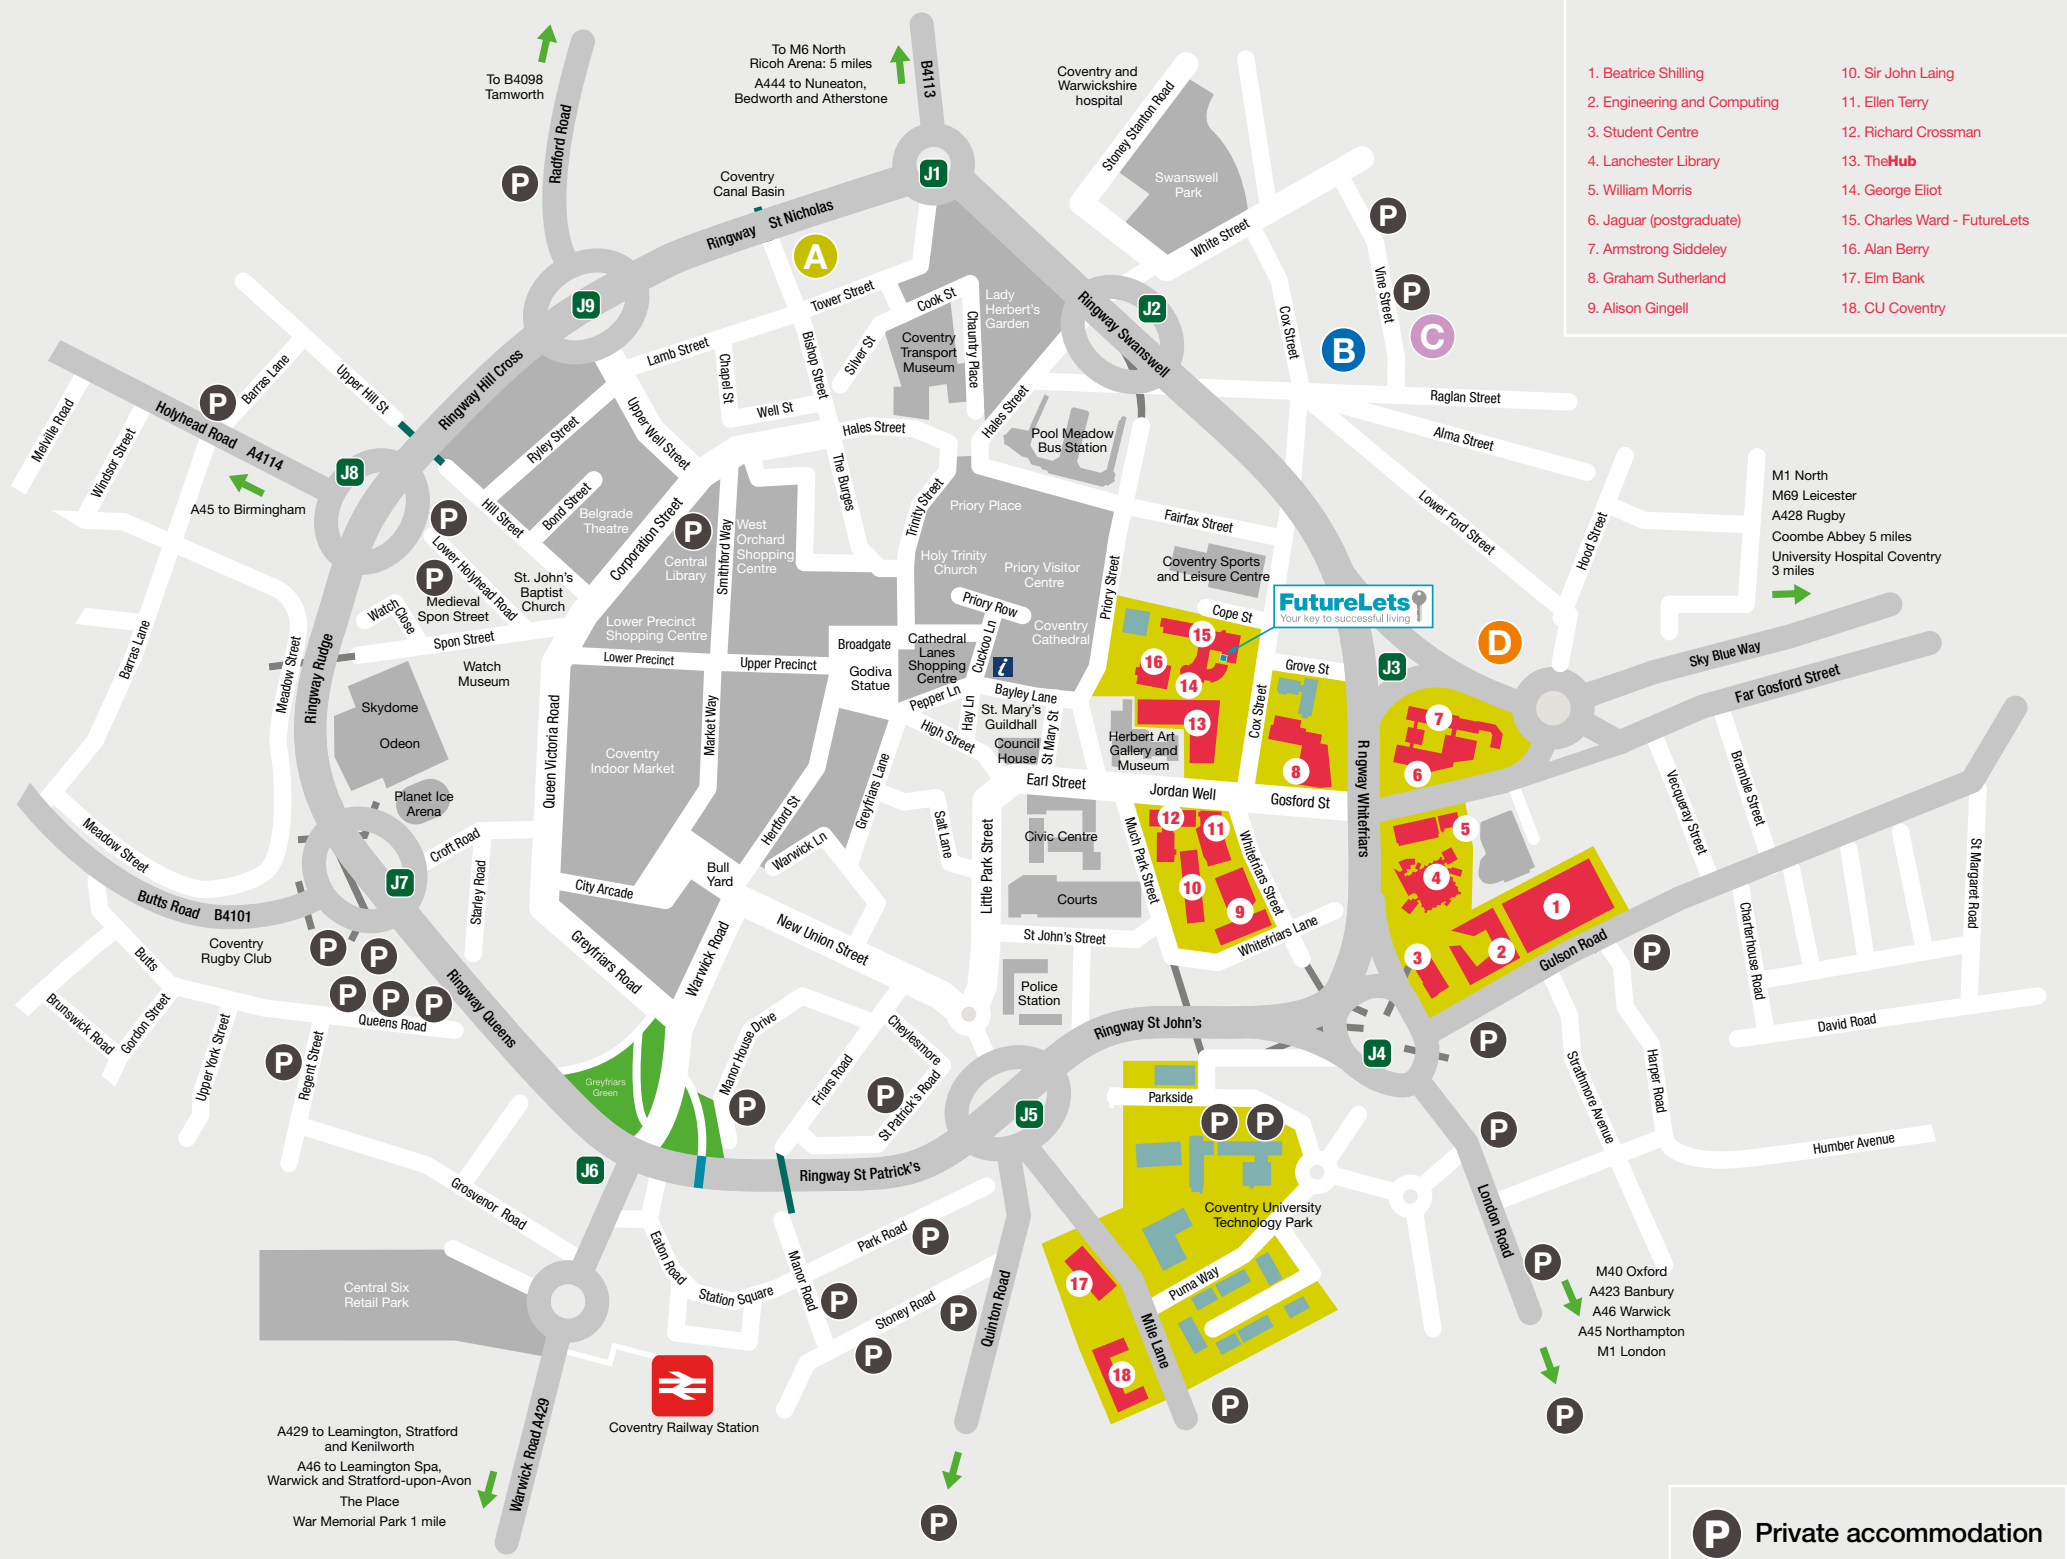 To B4098
Tamworth
Radford Road
To M6 North
Ricoh Arena: 5 miles
A444 to Nuneaton,
Bedworth and Atherstone
B4113
Coventry and
Warwickshire
hospital
Stoney Stanton Road
Swanswell
Park
White Street
1. Beatrice Shilling
2. Engineering and Computing
3. Student Centre
4. Lanchester Library
5. William Morris
6. Jaguar (postgraduate)
7. Armstrong Siddeley
8. Graham Sutherland
9. Alison Gingell
10. Sir John Laing
11. Ellen Terry
12. Richard Crossman
13. TheHub
14. George Eliot
15. Charles Ward - FutureLets
16. Alan Berry
17. Elm Bank
18. CU Coventry
P
J1
Coventry
Canal Basin
Ringway St Nicholas
A
P
Vine Street
P
C
B
J9
J2
Tower Street
Cook St
Lady
Herbert's
Garden
Chauntry Place
Coventry
Transport
Museum
Ringway Swanswell
Cox Street
Lamb Street
Chapel St
Bishop Street
Silver St
Well St
Hales Street
Hales Street
Raglan Street
Alma Street
Lower Ford Street
Hood Street
Pool Meadow
Bus Station
Melville Road
Windsor Street
Holyhead Road A4114
P
Barras Lane
Upper Hill St
Ringway Hill Cross
J8
A45 to Birmingham
Ryley Street
Upper Well Street
Hill Street
Bond Street
Belgrade
Theatre
Corporation Street
P
Central
Library
Smithford Way
West
Orchard
Shopping
Centre
The Burges
Trinity Street
Priory Place
Holy Trinity
Church
Priory Visitor
Centre
Priory Row
Coventry
Cathedral
Priory Street
Fairfax Street
Coventry Sports
and Leisure Centre
Cope St
FutureLets
Your key to successful living
M1 North
M69 Leicester
A428 Rugby
Coombe Abbey 5 miles
University Hospital Coventry
3 miles
D
J3
Sky Blue Way
Far Gosford Street
P
P
Lower Holyhead Road
Medieval
Spon Street
St. John's
Baptist
Church
Watch Close
Spon Street
Watch
Museum
Barras Lane
Meadow Street
Ringway Rudge
Skydome
Odeon
Planet Ice
Arena
Lower Precinct
Shopping Centre
Lower Precinct
Upper Precinct
Broadgate
Godiva
Statue
Cathedral
Lanes
Shopping
Centre
Cuckoo Ln
i
Pepper Ln
Hay Ln
Bayley Lane
St. Mary's
Guildhall
Council
House
St Mary St
High Street
Queen Victoria Road
Market Way
Coventry
Indoor Market
Hertford St
Greyfriars Lane
Warwick Ln
Salt Lane
Little Park Street
Earl Street
Jordan Well
Gosford St
Herbert Art
Gallery and
Museum
Cox Street
Grove St
15
16
14
13
8
7
6
Ringway Whitefriars
Civic Centre
Courts
Much Park Street
12
11
10
9
Whitefriars Street
Whitefriars Lane
5
4
3
2
1
Gulson Road
Vecqueray Street
Bramble Street
Charterhouse Road
St Margaret Road
David Road
Meadow Street
Butts Road B4101
J7
Croft Road
Starley Road
City Arcade
Bull
Yard
Greyfriars Road
Warwick Road
New Union Street
St John's Street
Police
Station
Coventry
Rugby Club
P
P
P
P
P
Queens Road
Butts
Brunswick Road
Gordon Street
Upper York Street
Regent Street
P
Ringway Queens
Greyfriars
Green
Manor House Drive
P
Friars Road
Cheylesmore
St Patrick's Road
P
Ringway St John's
J5
J4
P
P
P
Strathmore Avenue
Harper Road
Humber Avenue
Parkside
P
P
Coventry University
Technology Park
J6
Ringway St Patrick's
Grosvenor Road
Central Six
Retail Park
Eaton Road
Station Square
Manor Road
Park Road
P
P
Stoney Road
P
P
Quinton Road
17
18
Puma Way
Mile Lane
P
London Road
P
M40 Oxford
A423 Banbury
A46 Warwick
A45 Northampton
M1 London
P
Coventry Railway Station
A429 to Leamington, Stratford
and Kenilworth
A46 to Leamington Spa,
Warwick and Stratford-upon-Avon
The Place
War Memorial Park 1 mile
Warwick Road A429
P
P Private accommodation